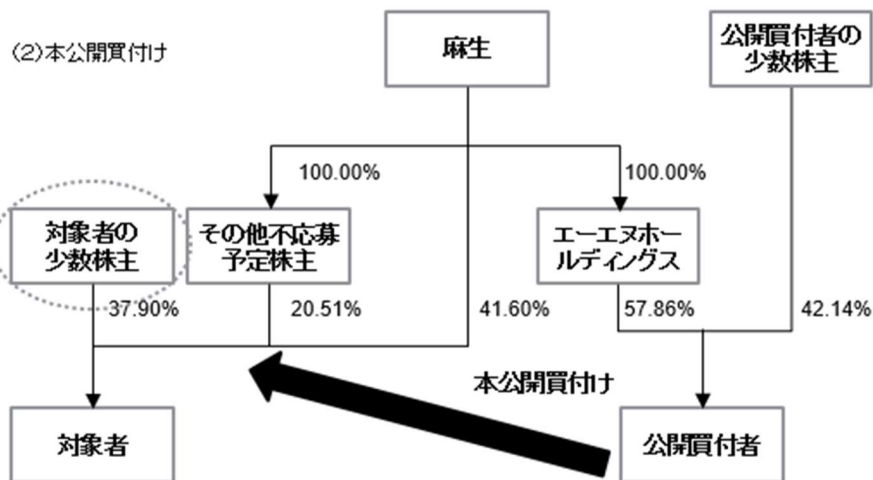 (2)本公開買付け
麻生
公開買付者の
少数株主
100.00%
100.00%
対象者の
少数株主
その他不応募
予定株主
エーエヌホー
ルディングス
37.90%
20.51%
41.60%
57.86%
42.14%
本公開買付け
対象者
公開買付者